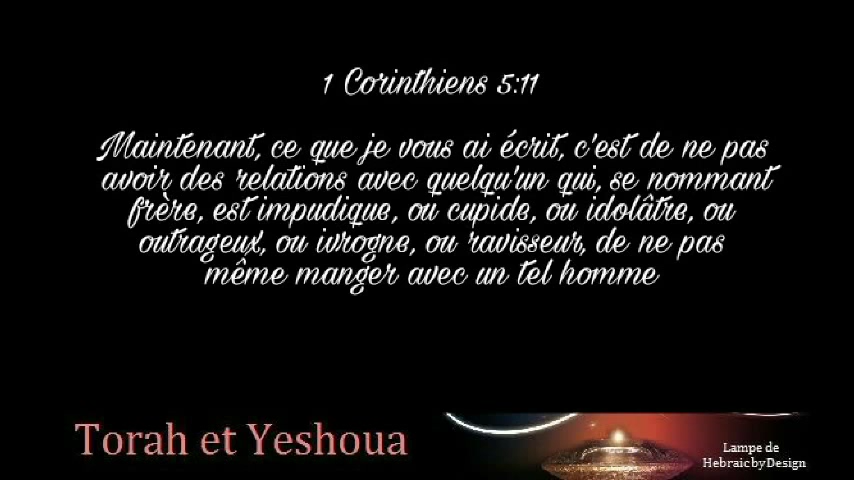 1 Corinthiens 5:11
Maintenant, ce que je vous ai écrit, c'est de ne pas
avoir des relations avec quelqu'un qui, se nommant
frère, est impudique, ou cupide, ou idolâtre, ou
outrageux, ou ivrogne, ou ravisseur, de ne pas
même manger avec un tel homme
Torah et Yeshoua
Lampe de
HebraicbyDesign